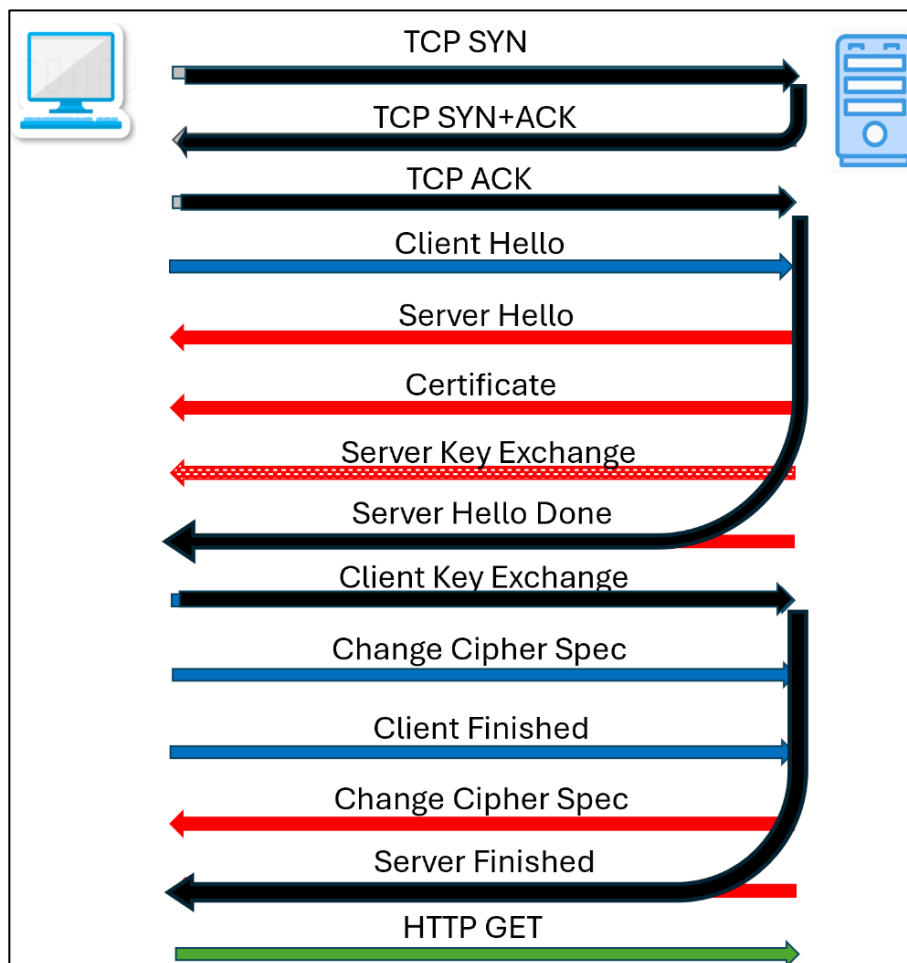 TCP SYN
TCP SYN+ACK
TCP ACK
Client Hello
Server Hello
Certificate
Server Key Exchange
Server Hello Done
Client Key Exchange
Change Cipher Spec
Client Finished
Change Cipher Spec
Server Finished
HTTP GET